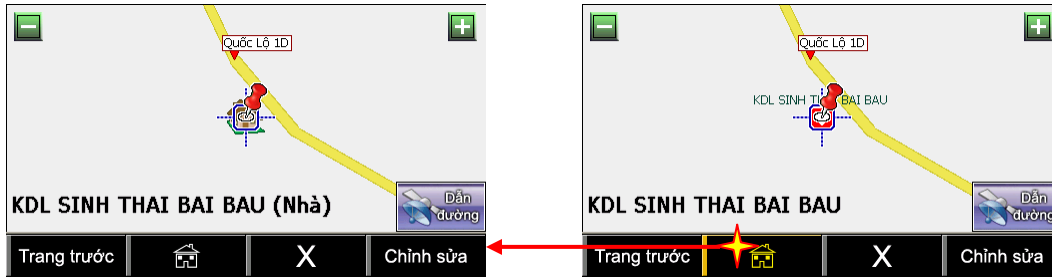 Quốc Lộ 1D
KDL SINH THAI BAI BAU (Nhà)
Dẫn
đường
Trang trước
X
Chỉnh sửa
Quốc Lộ 1D
KDL SINH T BAI BAU
KDL SINH THAI BAI BAU
Dẫn
đường
Trang trước
X
Chỉnh sửa